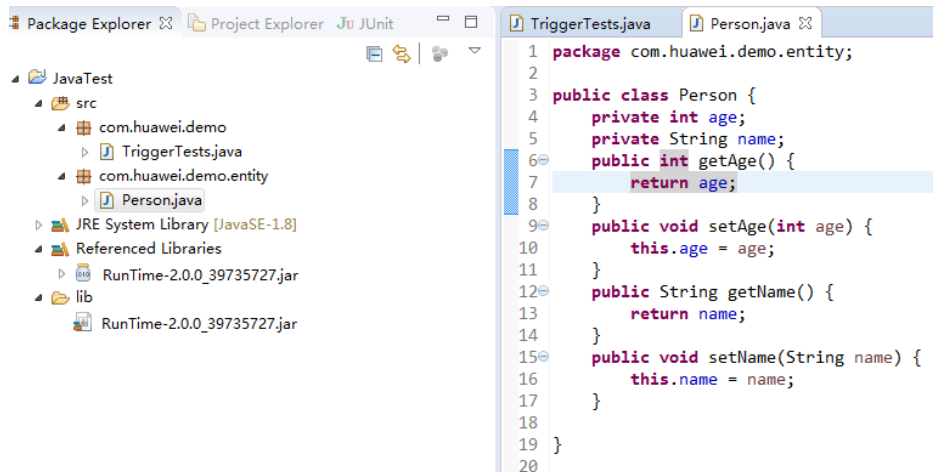 Package Explorer Project Explorer Ju JUnit
JavaTest
src
com.huawei.demo
TriggerTests.java
com.huawei.demo.entity
Person.java
JRE System Library [JavaSE-1.8]
Referenced Libraries
RunTime-2.0.0_39735727.jar
lib
RunTime-2.0.0_39735727.jar
TriggerTests.java Person.java
1 package com.huawei.demo.entity;
2
3 public class Person {
4 private int age;
5 private String name;
6 public int getAge() {
7 return age;
8 }
9 public void setAge(int age) {
10 this.age = age;
11 }
12 public String getName() {
13 return name;
14 }
15 public void setName(String name) {
16 this.name = name;
17 }
18
19 }
20